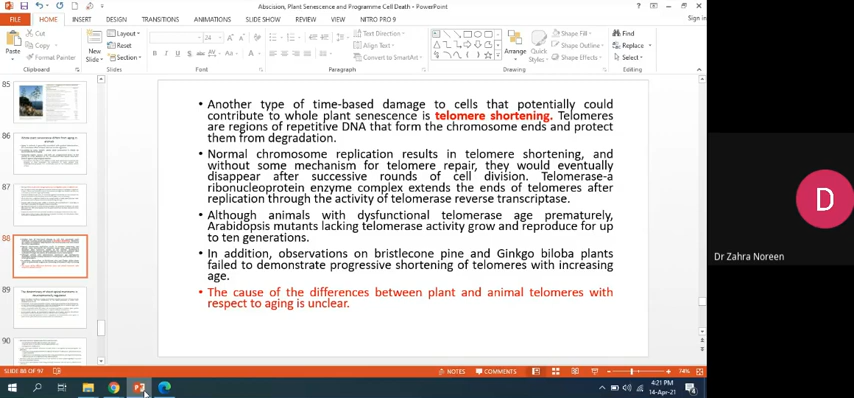 Abscission, Plant Senescence and Programme Cell Death - PowerPoint
Sign in
FILE HOME INSERT DESIGN TRANSITIONS ANIMATIONS SLIDE SHOW REVIEW VIEW NITRO PRO 9
Paste
Cut
Copy
Format Painter
Clipboard
New
Slide
Layout
Reset
Section
Slides
24
B I U S
Font
Text Direction
Align Text
Convert to SmartArt
Paragraph
Arrange
Quick
Styles
Shape Fill
Shape Outline
Shape Effects
Drawing
Find
Replace
Select
Editing
85
86
87
88
89
90
• Another type of time-based damage to cells that potentially could
contribute to whole plant senescence is telomere shortening. Telomeres
are regions of repetitive DNA that form the chromosome ends and protect
them from degradation.
• Normal chromosome replication results in telomere shortening, and
without some mechanism for telomere repair, they would eventually
disappear after successive rounds of cell division. Telomerase-a
ribonucleoprotein enzyme complex extends the ends of telomeres after
replication through the activity of telomerase reverse transcriptase.
• Although animals with dysfunctional telomerase age prematurely,
Arabidopsis mutants lacking telomerase activity grow and reproduce for up
to ten generations.
• In addition, observations on bristlecone pine and Ginkgo biloba plants
failed to demonstrate progressive shortening of telomeres with increasing
age.
• The cause of the differences between plant and animal telomeres with
respect to aging is unclear.
D
Dr Zahra Noreen
SLIDE 88 OF 97
NOTES
COMMENTS
74%
4:21 PM
14-Apr-21